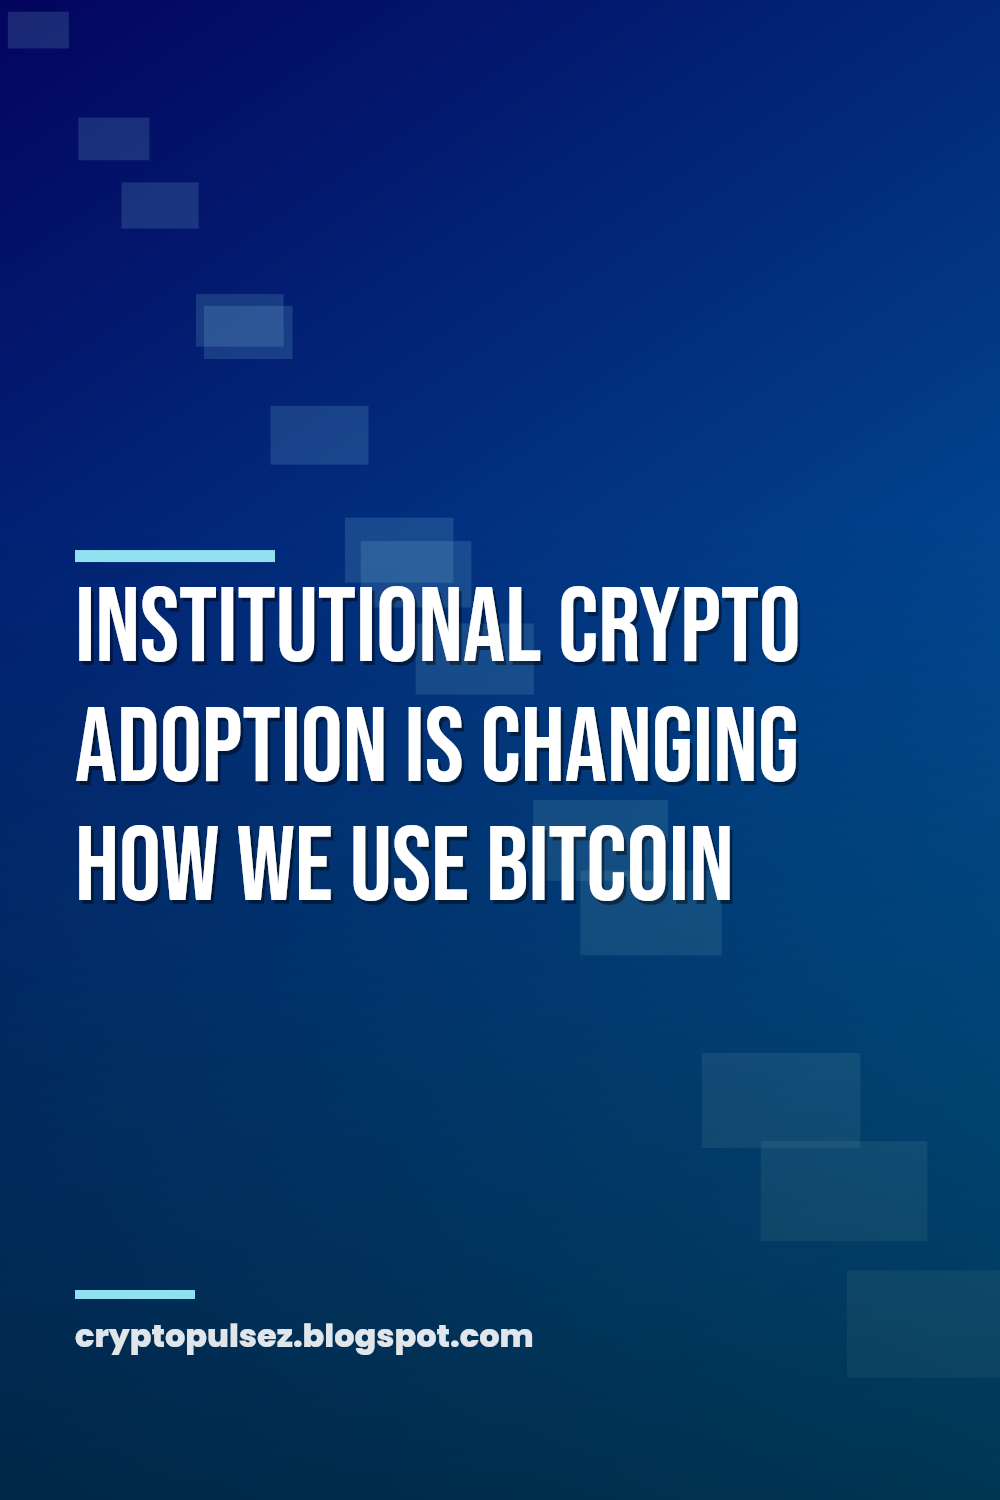 INSTITUTIONAL CRYPTO
ADOPTION IS CHANGING
HOW WE USE BITCOIN
cryptopulsez.blogspot.com